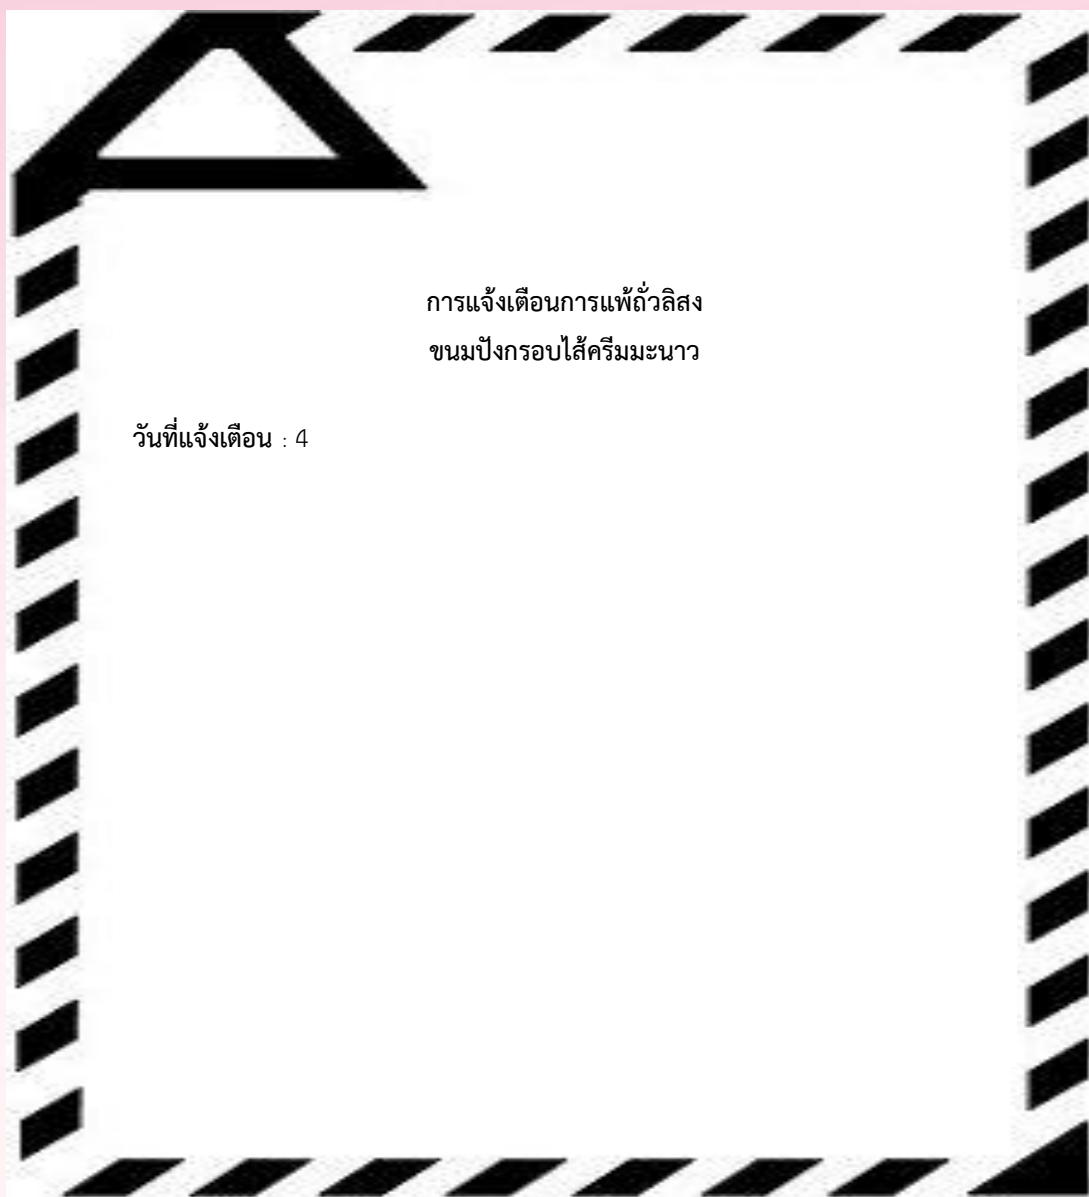 การแจ้งเตือนการแพ้ถั่วลิสง
ขนมปังกรอบไส้ครีมมะนาว
วันที่แจ้งเตือน : 4